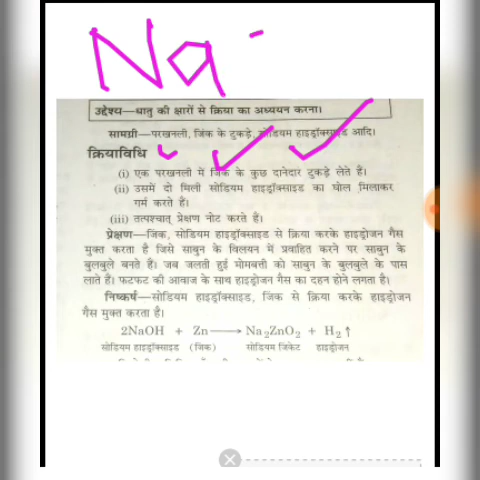 Na
उद्देश्य—धातु की क्षारों से क्रिया का अध्ययन करना।
सामग्री—परखनली, जिंक के टुकड़े, सोडियम हाइड्रॉक्साइड आदि।
क्रियाविधि
(i) एक परखनली में जिंक के कुछ दानेदार टुकड़े लेते हैं।
(ii) उसमें दो मिली सोडियम हाइड्रॉक्साइड का घोल मिलाकर
गर्म करते हैं।
(iii) तत्पश्चात् प्रेक्षण नोट करते हैं।
प्रेक्षण—जिंक, सोडियम हाइड्रॉक्साइड से क्रिया करके हाइड्रोजन गैस
मुक्त करता है जिसे साबुन के विलयन में प्रवाहित करने पर साबुन के
बुलबुले बनते हैं। जब जलती हुई मोमबत्ती को साबुन के बुलबुले के पास
लाते हैं। फटफट की आवाज के साथ हाइड्रोजन गैस का दहन होने लगता है।
निष्कर्ष—सोडियम हाइड्रॉक्साइड, जिंक से क्रिया करके हाइड्रोजन
गैस मुक्त करता है।
2NaOH + Zn ⟶ Na₂ZnO₂ + H₂↑
सोडियम हाइड्रॉक्साइड (जिंक) सोडियम जिंकेट हाइड्रोजन